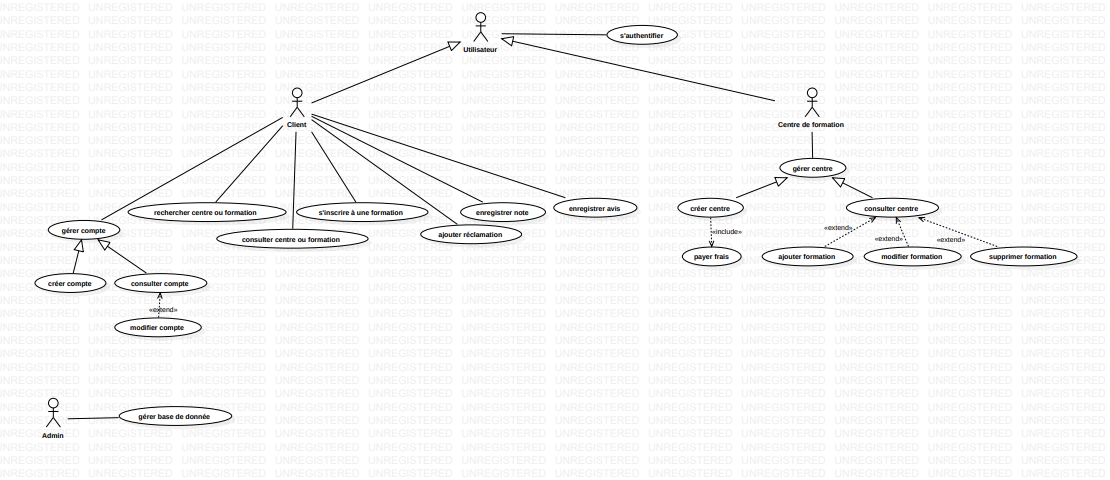 s'authentifier
Utilisateur
Client
Centre de formation
gérer centre
rechercher centre ou formation
s'inscrire à une formation
enregistrer note
enregistrer avis
créer centre
consulter centre
gérer compte
consulter centre ou formation
ajouter réclamation
«include»
«extend»
«extend»
«extend»
payer frais
ajouter formation
modifier formation
supprimer formation
créer compte
consulter compte
«extend»
modifier compte
gérer base de donnée
Admin
UNREGISTERED